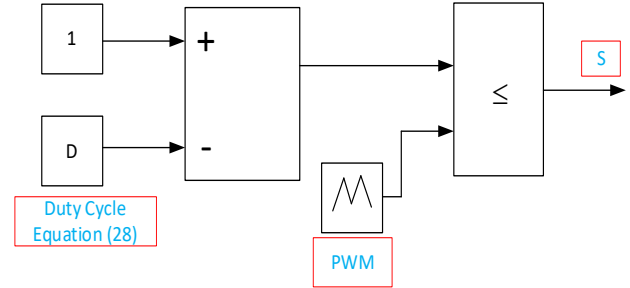 1
+
S
≤
D
-
Duty Cycle
Equation (28)
PWM